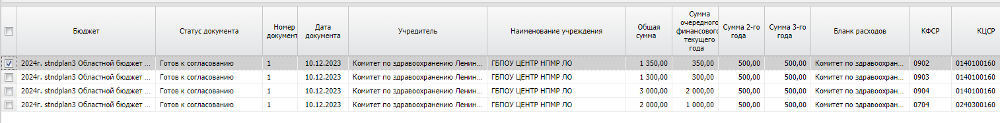 Бюджет Статус документа Номер документ Дата документа Учредитель Наименование учреждения Общая сумма Сумма очередного финансового текущего года Сумма 2-го года Сумма 3-го года Бланк расходов КФСР КЦСР
2024г. stndplan3 Областной бюджет ... Готов к согласованию 1 10.12.2023 Комитет по здравоохранению Ленин... ГБПОУ ЦЕНТР НПМР ЛО 1 350,00 350,00 500,00 500,00 Комитет по здравоохран... 0902 0140100160
2024г. stndplan3 Областной бюджет ... Готов к согласованию 1 10.12.2023 Комитет по здравоохранению Ленин... ГБПОУ ЦЕНТР НПМР ЛО 1 300,00 300,00 500,00 500,00 Комитет по здравоохран... 0903 0140100160
2024г. stndplan3 Областной бюджет ... Готов к согласованию 1 10.12.2023 Комитет по здравоохранению Ленин... ГБПОУ ЦЕНТР НПМР ЛО 3 000,00 2 000,00 500,00 500,00 Комитет по здравоохран... 0904 0140100160
2024г. stndplan3 Областной бюджет ... Готов к согласованию 1 10.12.2023 Комитет по здравоохранению Ленин... ГБПОУ ЦЕНТР НПМР ЛО 2 000,00 1 000,00 500,00 500,00 Комитет по здравоохран... 0704 0240300160